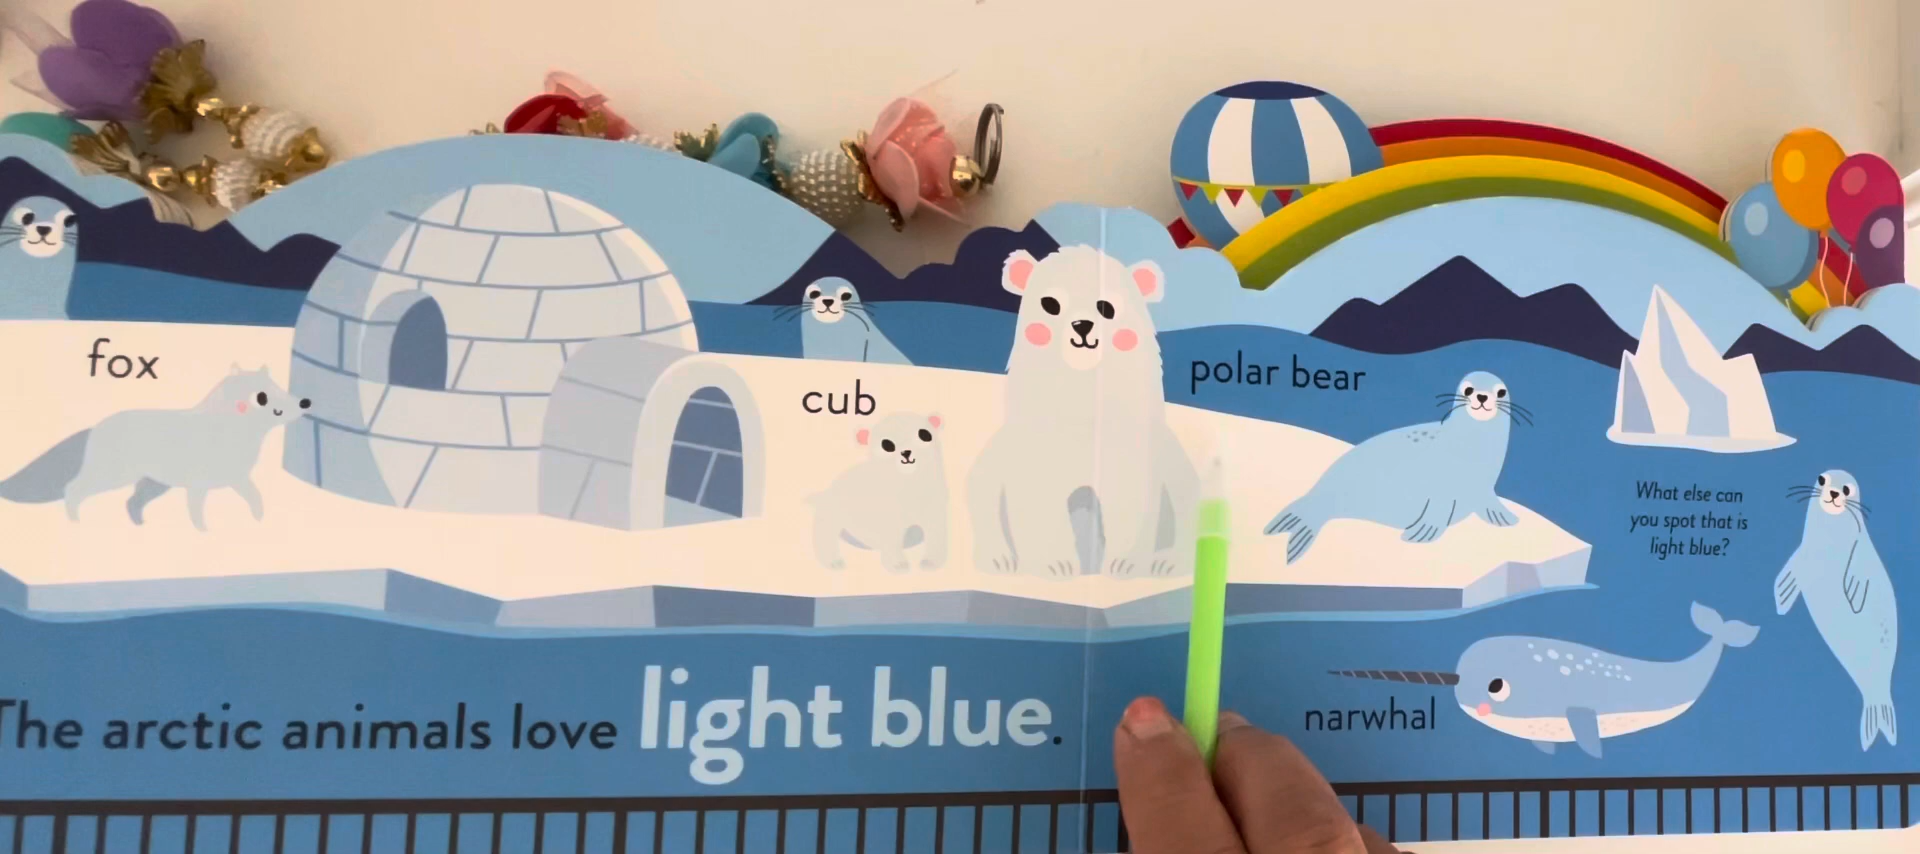 fox
cub
polar bear
What else can
you spot that is
light blue?
narwhal
The arctic animals love light blue.